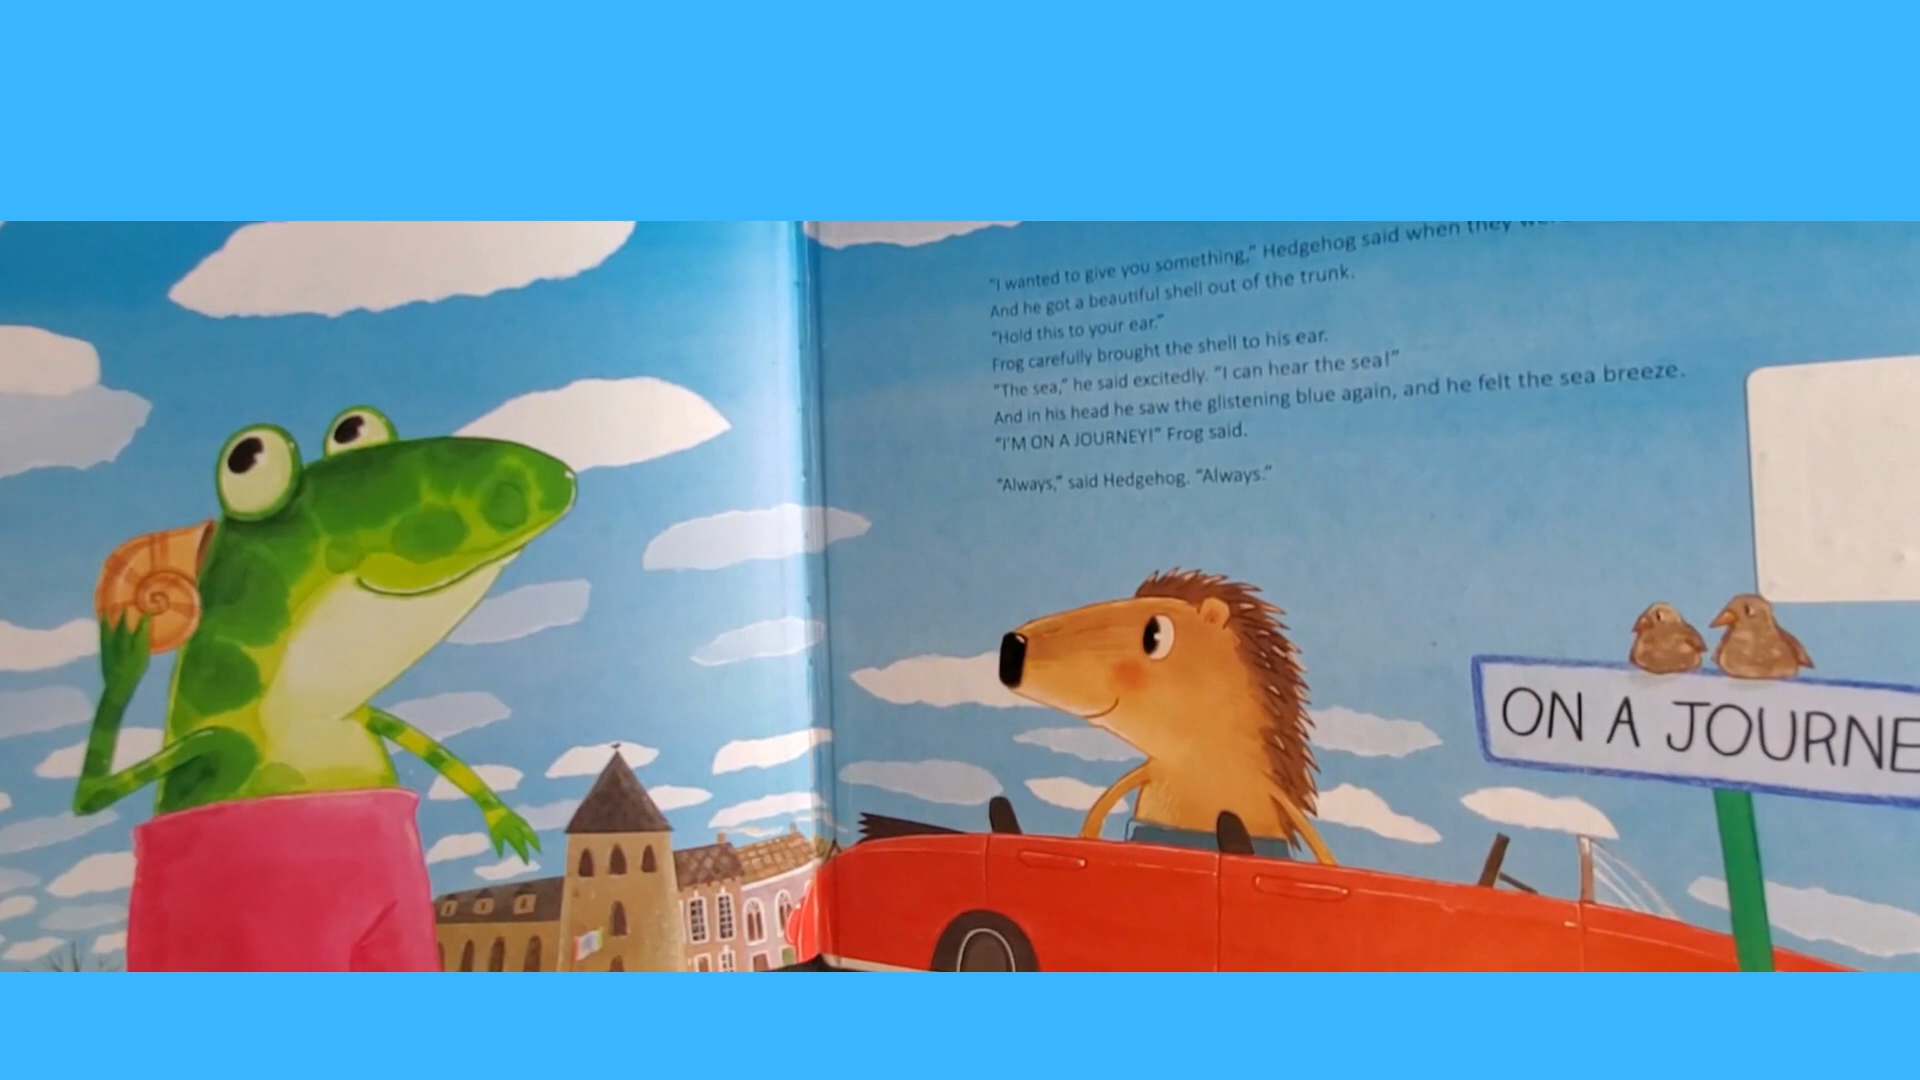 "I wanted to give you something," Hedgehog said when they
And he got a beautiful shell out of the trunk.
"Hold this to your ear."
Frog carefully brought the shell to his ear.
"The sea," he said excitedly. "I can hear the sea!"
And in his head he saw the glistening blue again, and he felt the sea breeze.
"I'M ON A JOURNEY!" Frog said.
"Always," said Hedgehog. "Always."
ON A JOURNE